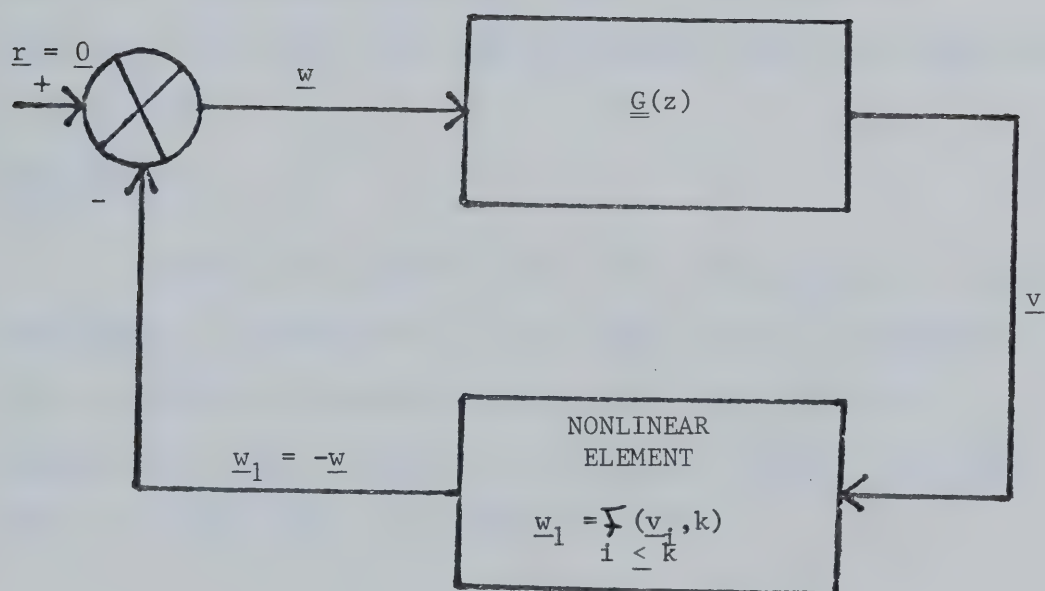 r = 0
+
-
w
G(z)
v
w1 = -w
NONLINEAR
ELEMENT
w1 = F(vi,k)
i ≤ k